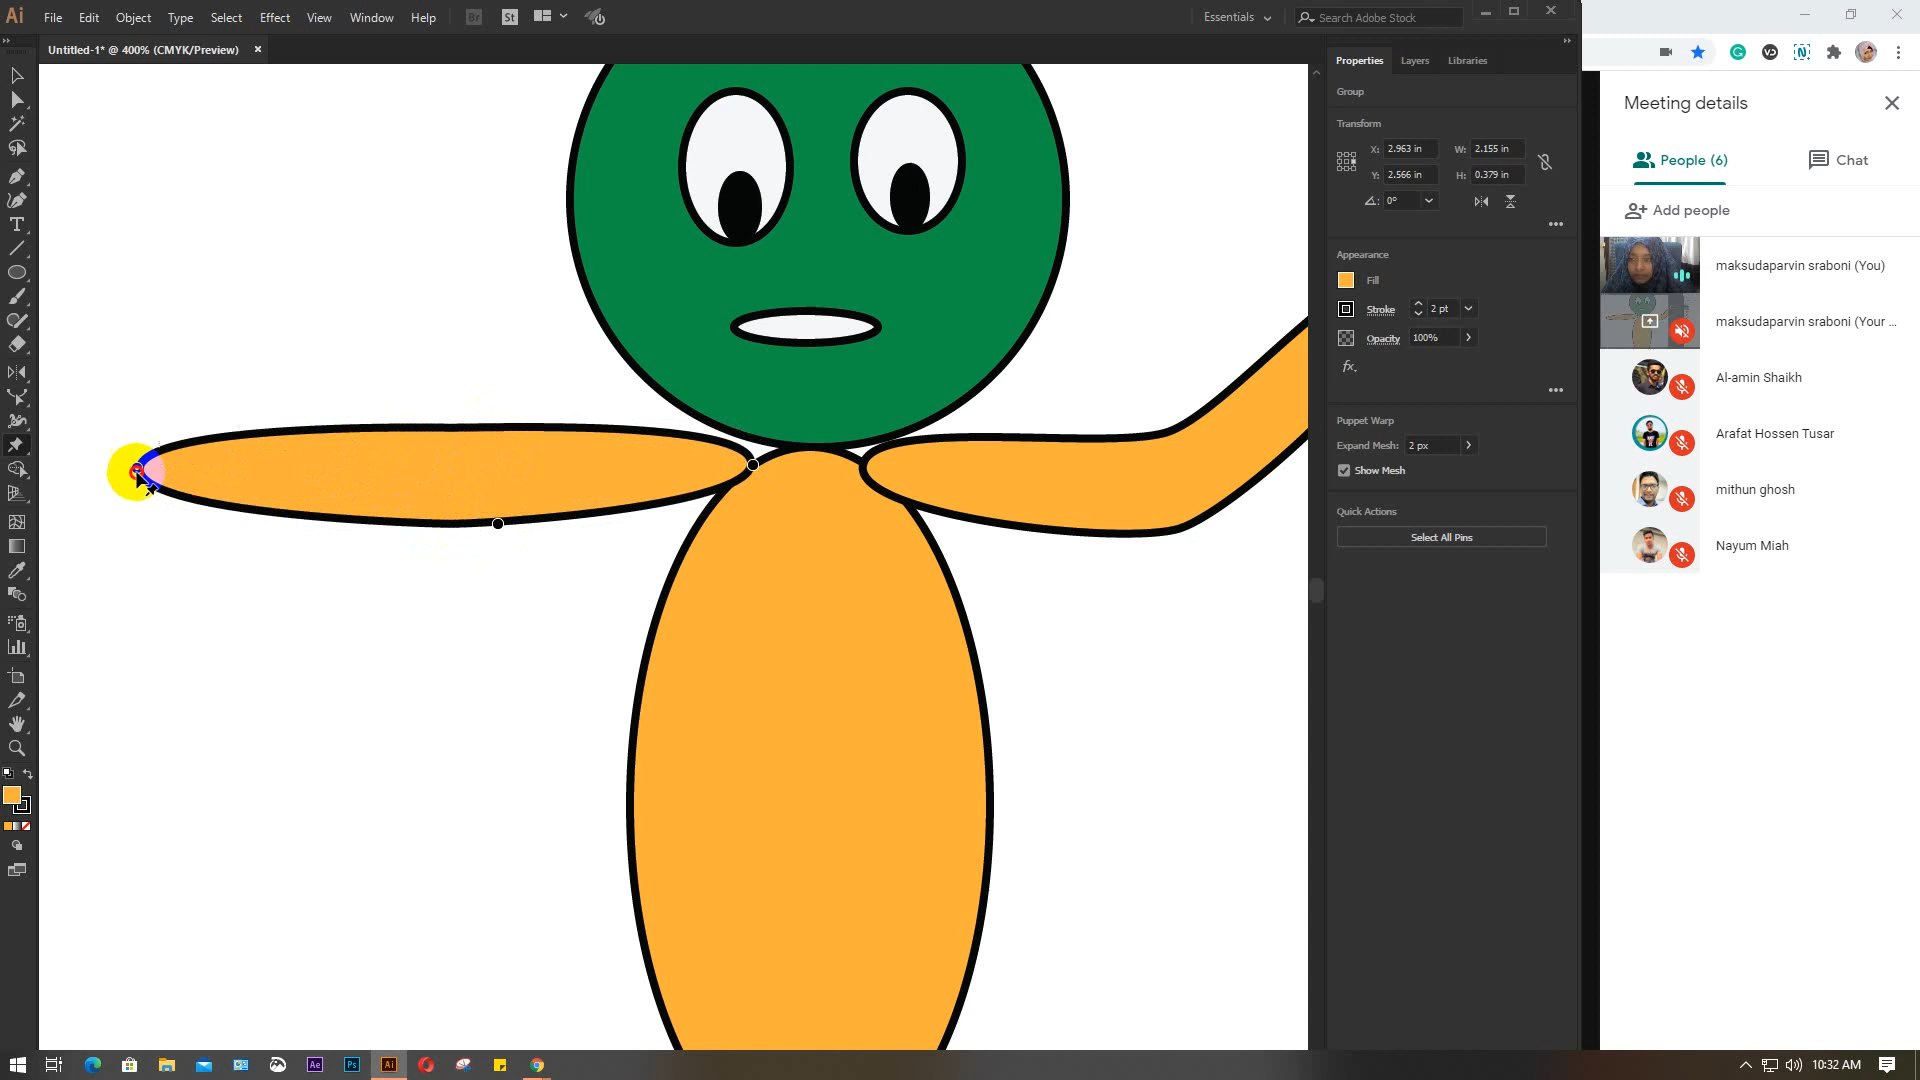 Ai File Edit Object Type Select Effect View Window Help Br St Essentials Search Adobe Stock
Untitled-1* @ 400% (CMYK/Preview) ×
Properties Layers Libraries
Group
Transform
X: 2.963 in W: 2.155 in
Y: 2.566 in H: 0.379 in
0°
Appearance
Fill
Stroke 2 pt
Opacity 100%
fx.
Puppet Warp
Expand Mesh: 2 px
Show Mesh
Quick Actions
Select All Pins
Meeting details
People (6) Chat
Add people
maksudaparvin sraboni (You)
maksudaparvin sraboni (Your ...
Al-amin Shaikh
Arafat Hossen Tusar
mithun ghosh
Nayum Miah
Ae Ps Ai 10:32 AM